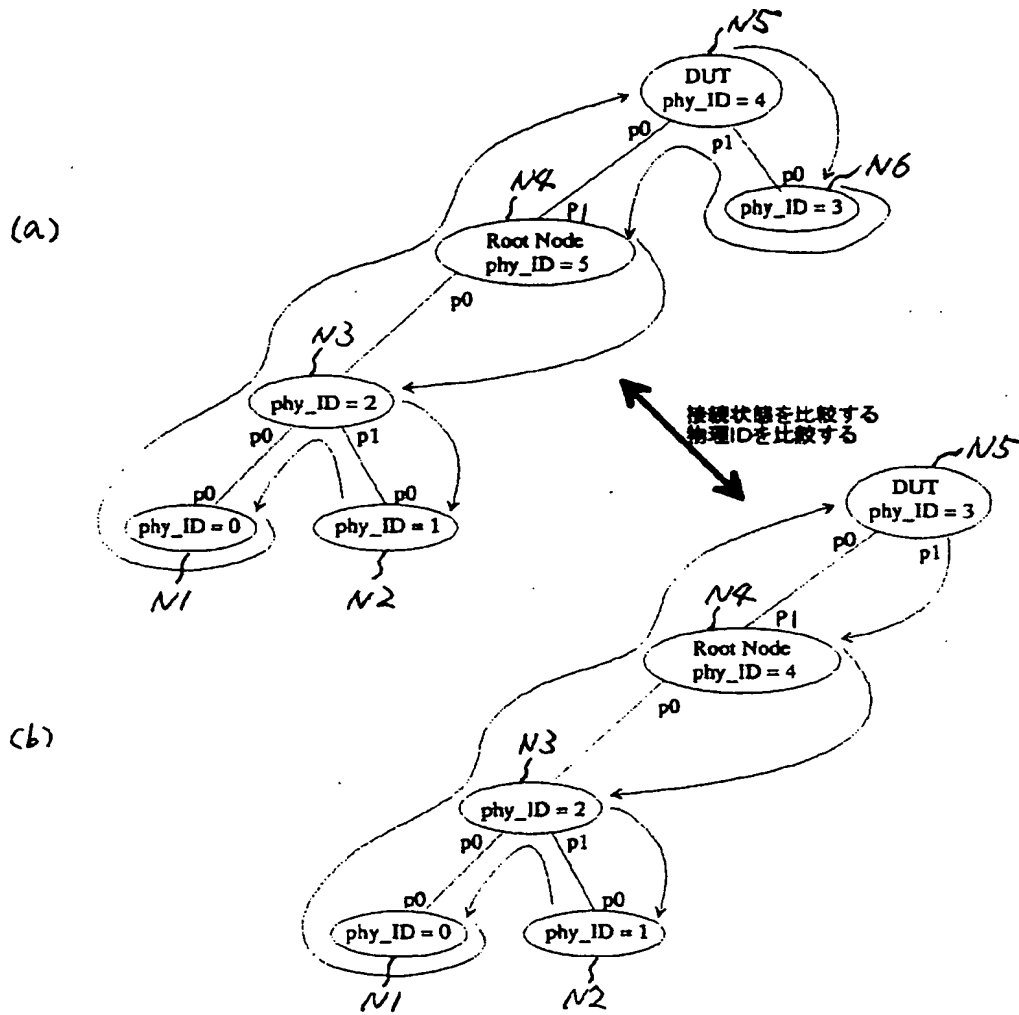 N5
DUT
phy_ID = 4
p0
p1
p0
N6
phy_ID = 3
N4
P1
(a)
Root Node
phy_ID = 5
p0
N3
phy_ID = 2
p0
p1
p0
p0
phy_ID = 0
phy_ID = 1
N1
N2
接続状態を比較する
物理IDを比較する
N5
DUT
phy_ID = 3
p0
p1
N4
P1
Root Node
phy_ID = 4
p0
(b)
N3
phy_ID = 2
p0
p1
p0
p0
phy_ID = 0
phy_ID = 1
N1
N2